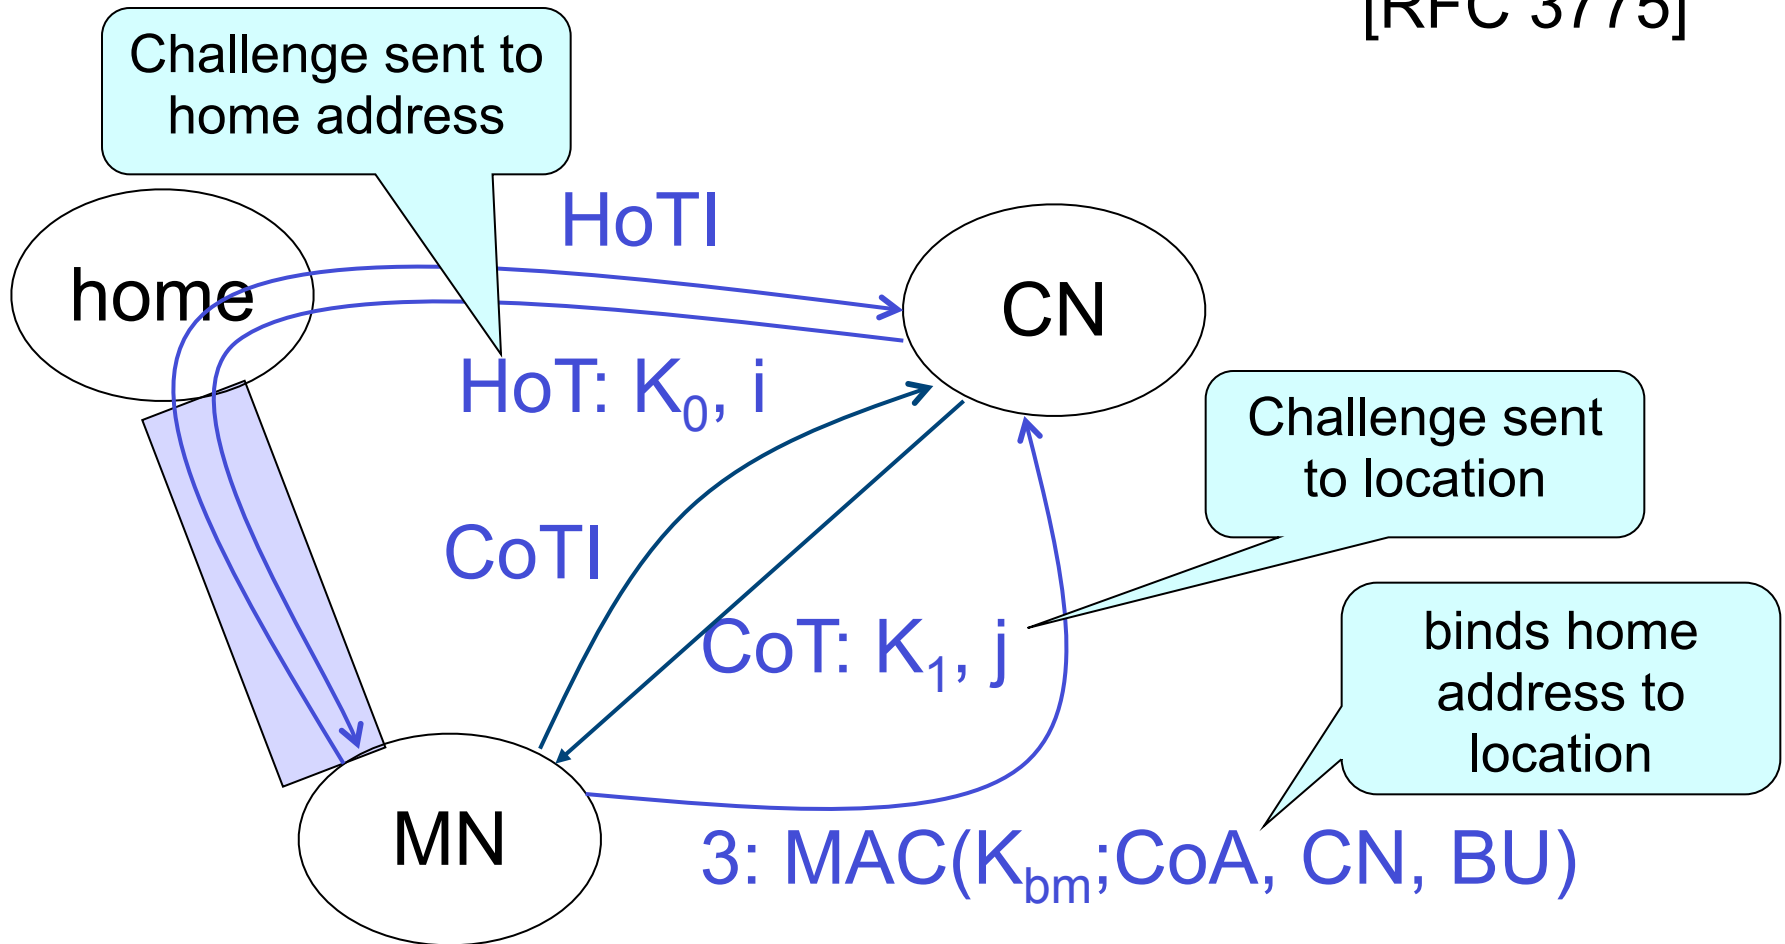 [RFC 3775]
Challenge sent to
home address
HoTI
home
CN
HoT: K₀, i
Challenge sent
to location
CoTI
CoT: K₁, j
binds home
address to
location
MN
3: MAC(K_bm;CoA, CN, BU)